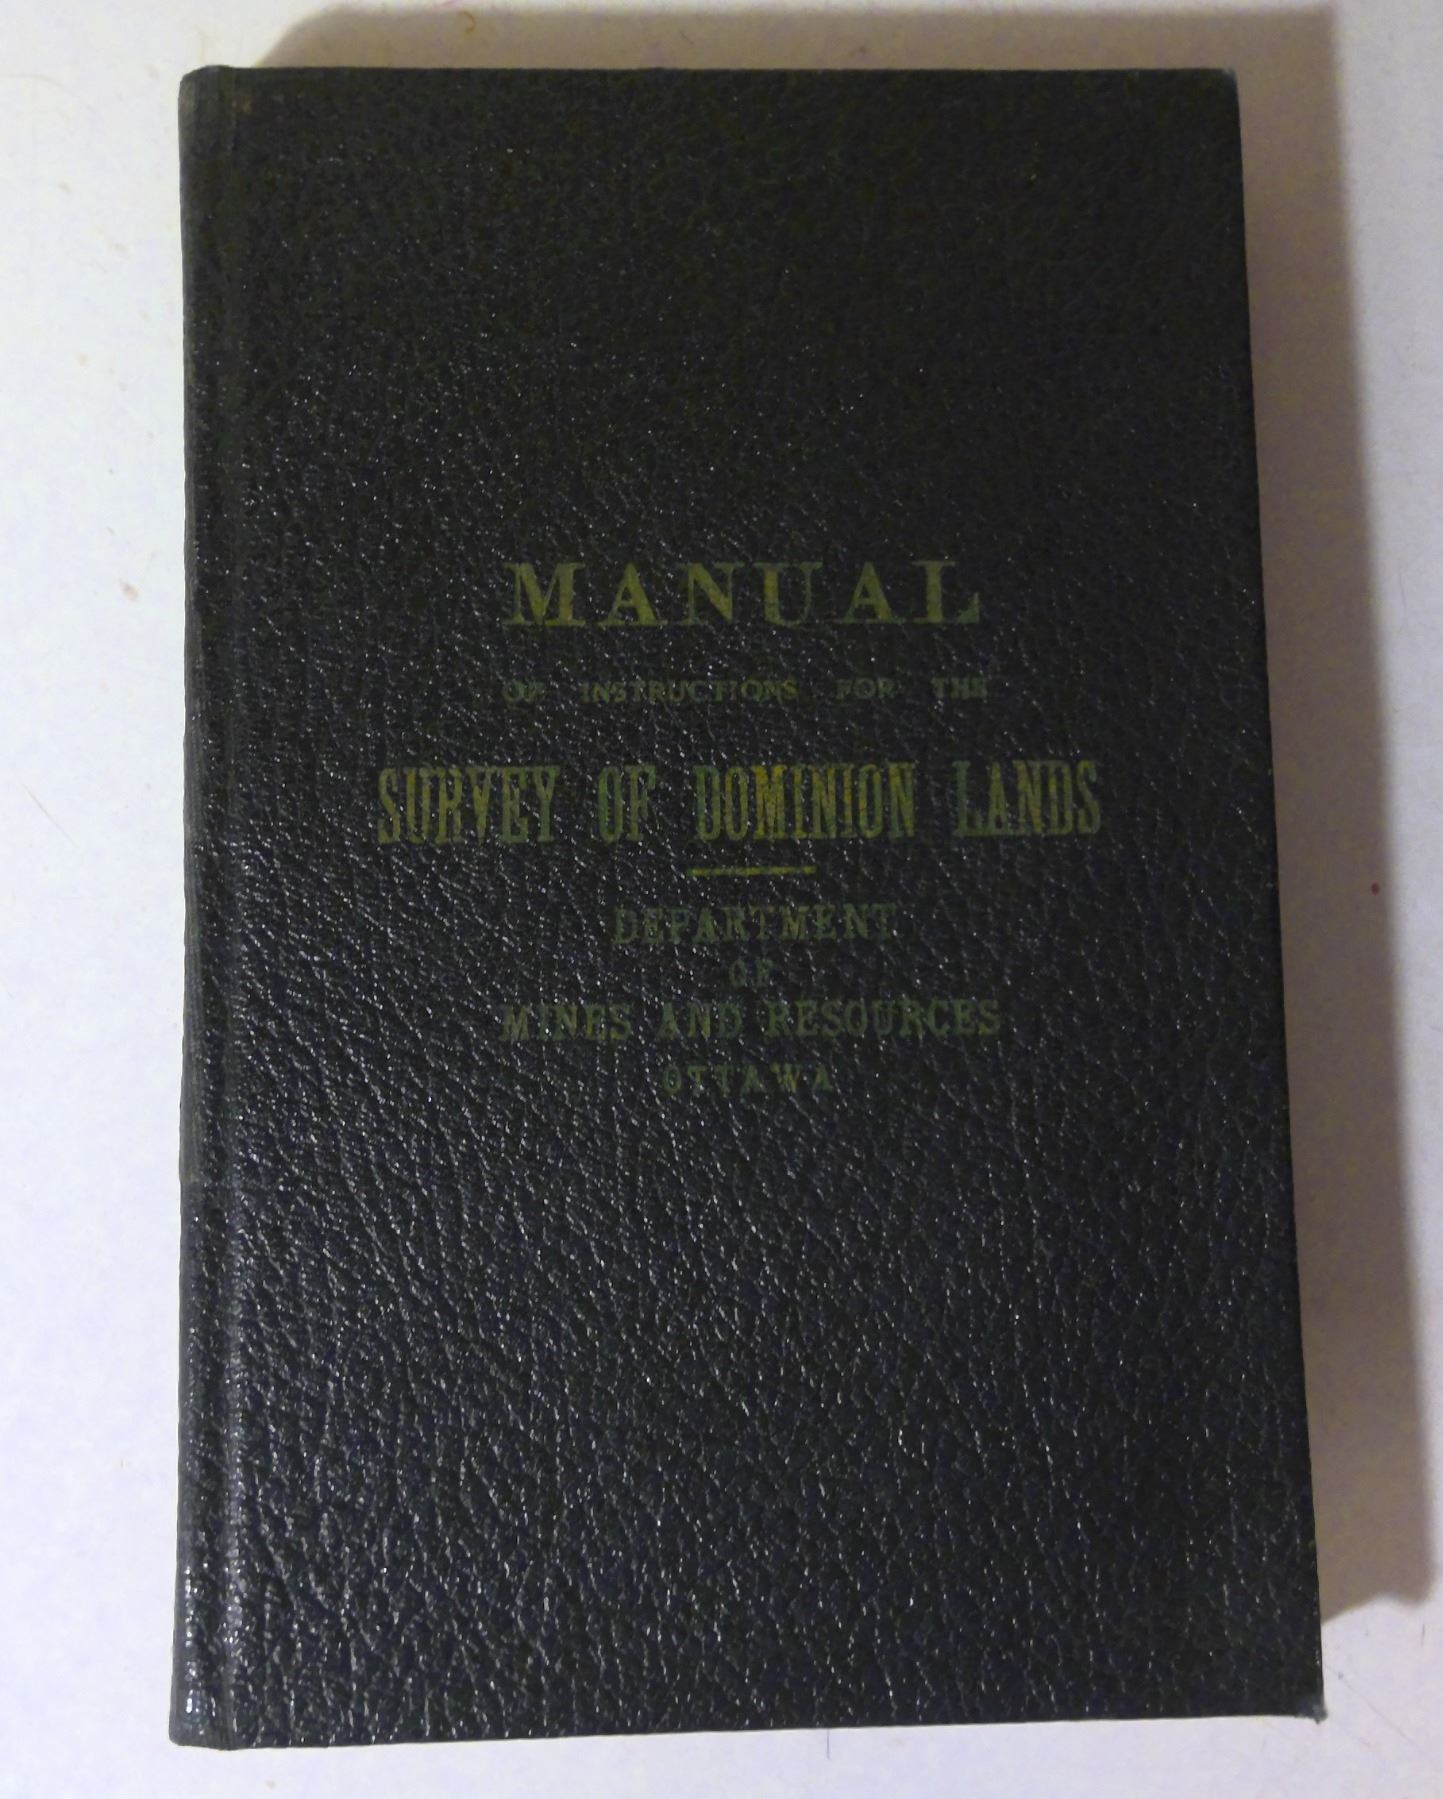 MANUAL
OF INSTRUCTIONS FOR THE
SURVEY OF DOMINION LANDS
DEPARTMENT
OF
MINES AND RESOURCES
OTTAWA